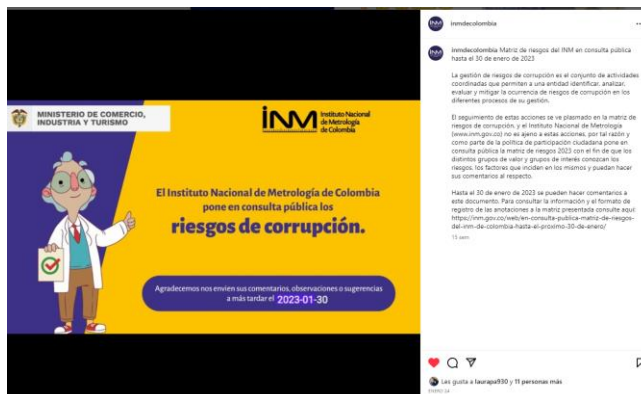 MINISTERIO DE COMERCIO,
INDUSTRIA Y TURISMO
INM
Instituto Nacional
de Metrología
de Colombia
El Instituto Nacional de Metrología de Colombia
pone en consulta pública los
riesgos de corrupción.
Agradecemos nos envíen sus comentarios, observaciones o sugerencias
a más tardar el 2023-01-30
inmdecolombia
inmdecolombia Matriz de riesgos del INM en consulta pública
hasta el 30 de enero de 2023
La gestión de riesgos de corrupción es el conjunto de actividades
coordinadas que permiten a una entidad identificar, analizar,
evaluar y mitigar la ocurrencia de riesgos de corrupción en los
diferentes procesos de su gestión.
El seguimiento de estas acciones se ve plasmado en la matriz de
riesgos de corrupción, y el Instituto Nacional de Metrología
(www.inm.gov.co) no es ajeno a estas acciones, por tal razón y
como parte de la política de participación ciudadana pone en
consulta pública la matriz de riesgos 2023 con el fin de que los
distintos grupos de valor y grupos de interés conozcan los
riesgos, los factores que inciden en los mismos y puedan hacer
sus comentarios al respecto.
Hasta el 30 de enero de 2023 se pueden hacer comentarios a
este documento. Para consultar la información y el formato de
registro de las anotaciones a la matriz presentada consulte aquí:
https://inm.gov.co/web/en-consulta-publica-matriz-de-riesgos-
del-inm-de-colombia-hasta-el-proximo-30-de-enero/
15 sem
Les gusta a laurapa930 y 11 personas más
ENERO 14